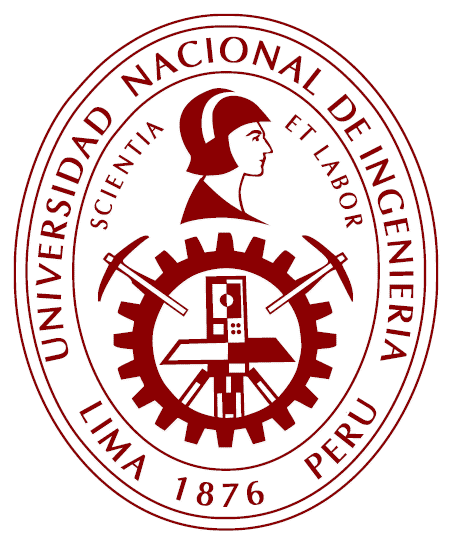 UNIVERSIDAD NACIONAL DE INGENIERIA
SCIENTIA ET LABOR
LIMA 1876 PERU